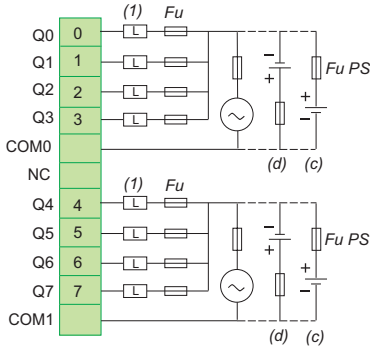 (1) Fu
Q0 0 L
Q1 1 L
Q2 2 L
Q3 3 L
COM0
NC
− + + − Fu PS
(d) (c)
(1) Fu
Q4 4 L
Q5 5 L
Q6 6 L
Q7 7 L
COM1
− + + − Fu PS
(d) (c)